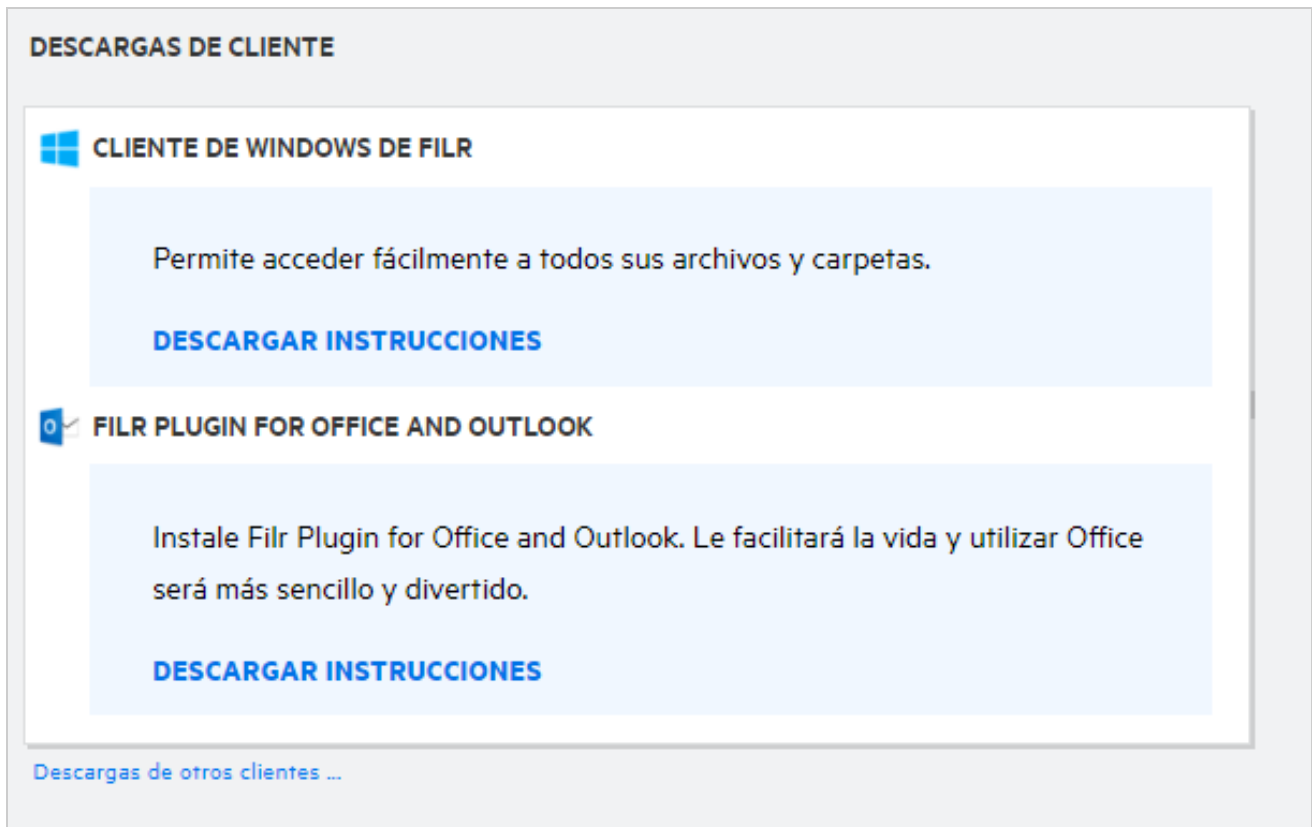 DESCARGAS DE CLIENTE
CLIENTE DE WINDOWS DE FILR
Permite acceder fácilmente a todos sus archivos y carpetas.
DESCARGAR INSTRUCCIONES
FILR PLUGIN FOR OFFICE AND OUTLOOK
Instale Filr Plugin for Office and Outlook. Le facilitará la vida y utilizar Office
será más sencillo y divertido.
DESCARGAR INSTRUCCIONES
Descargas de otros clientes ...